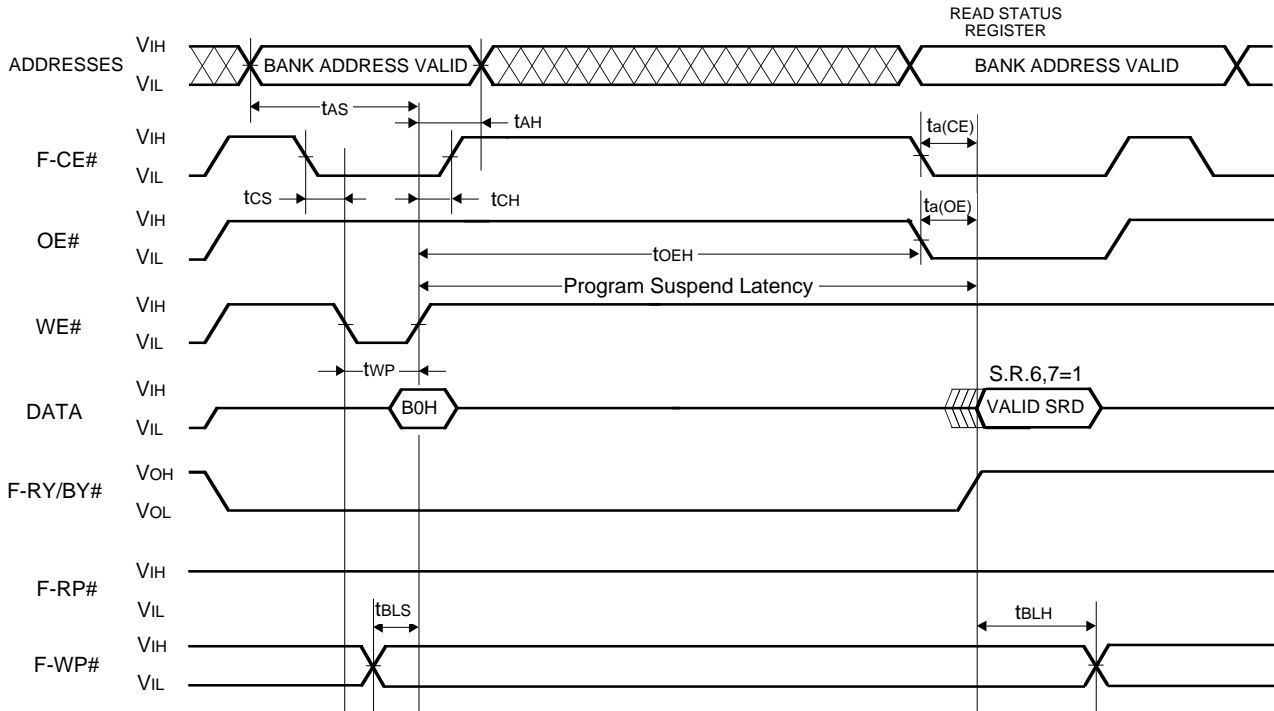 READ STATUS
REGISTER
ADDRESSES
VIH
VIL
BANK ADDRESS VALID
BANK ADDRESS VALID
tAS
tAH
F-CE#
VIH
VIL
ta(CE)
tCS
tCH
OE#
VIH
VIL
ta(OE)
tOEH
Program Suspend Latency
WE#
VIH
VIL
tWP
S.R.6,7=1
DATA
VIH
VIL
B0H
VALID SRD
F-RY/BY#
VOH
VOL
F-RP#
VIH
VIL
tBLS
tBLH
F-WP#
VIH
VIL